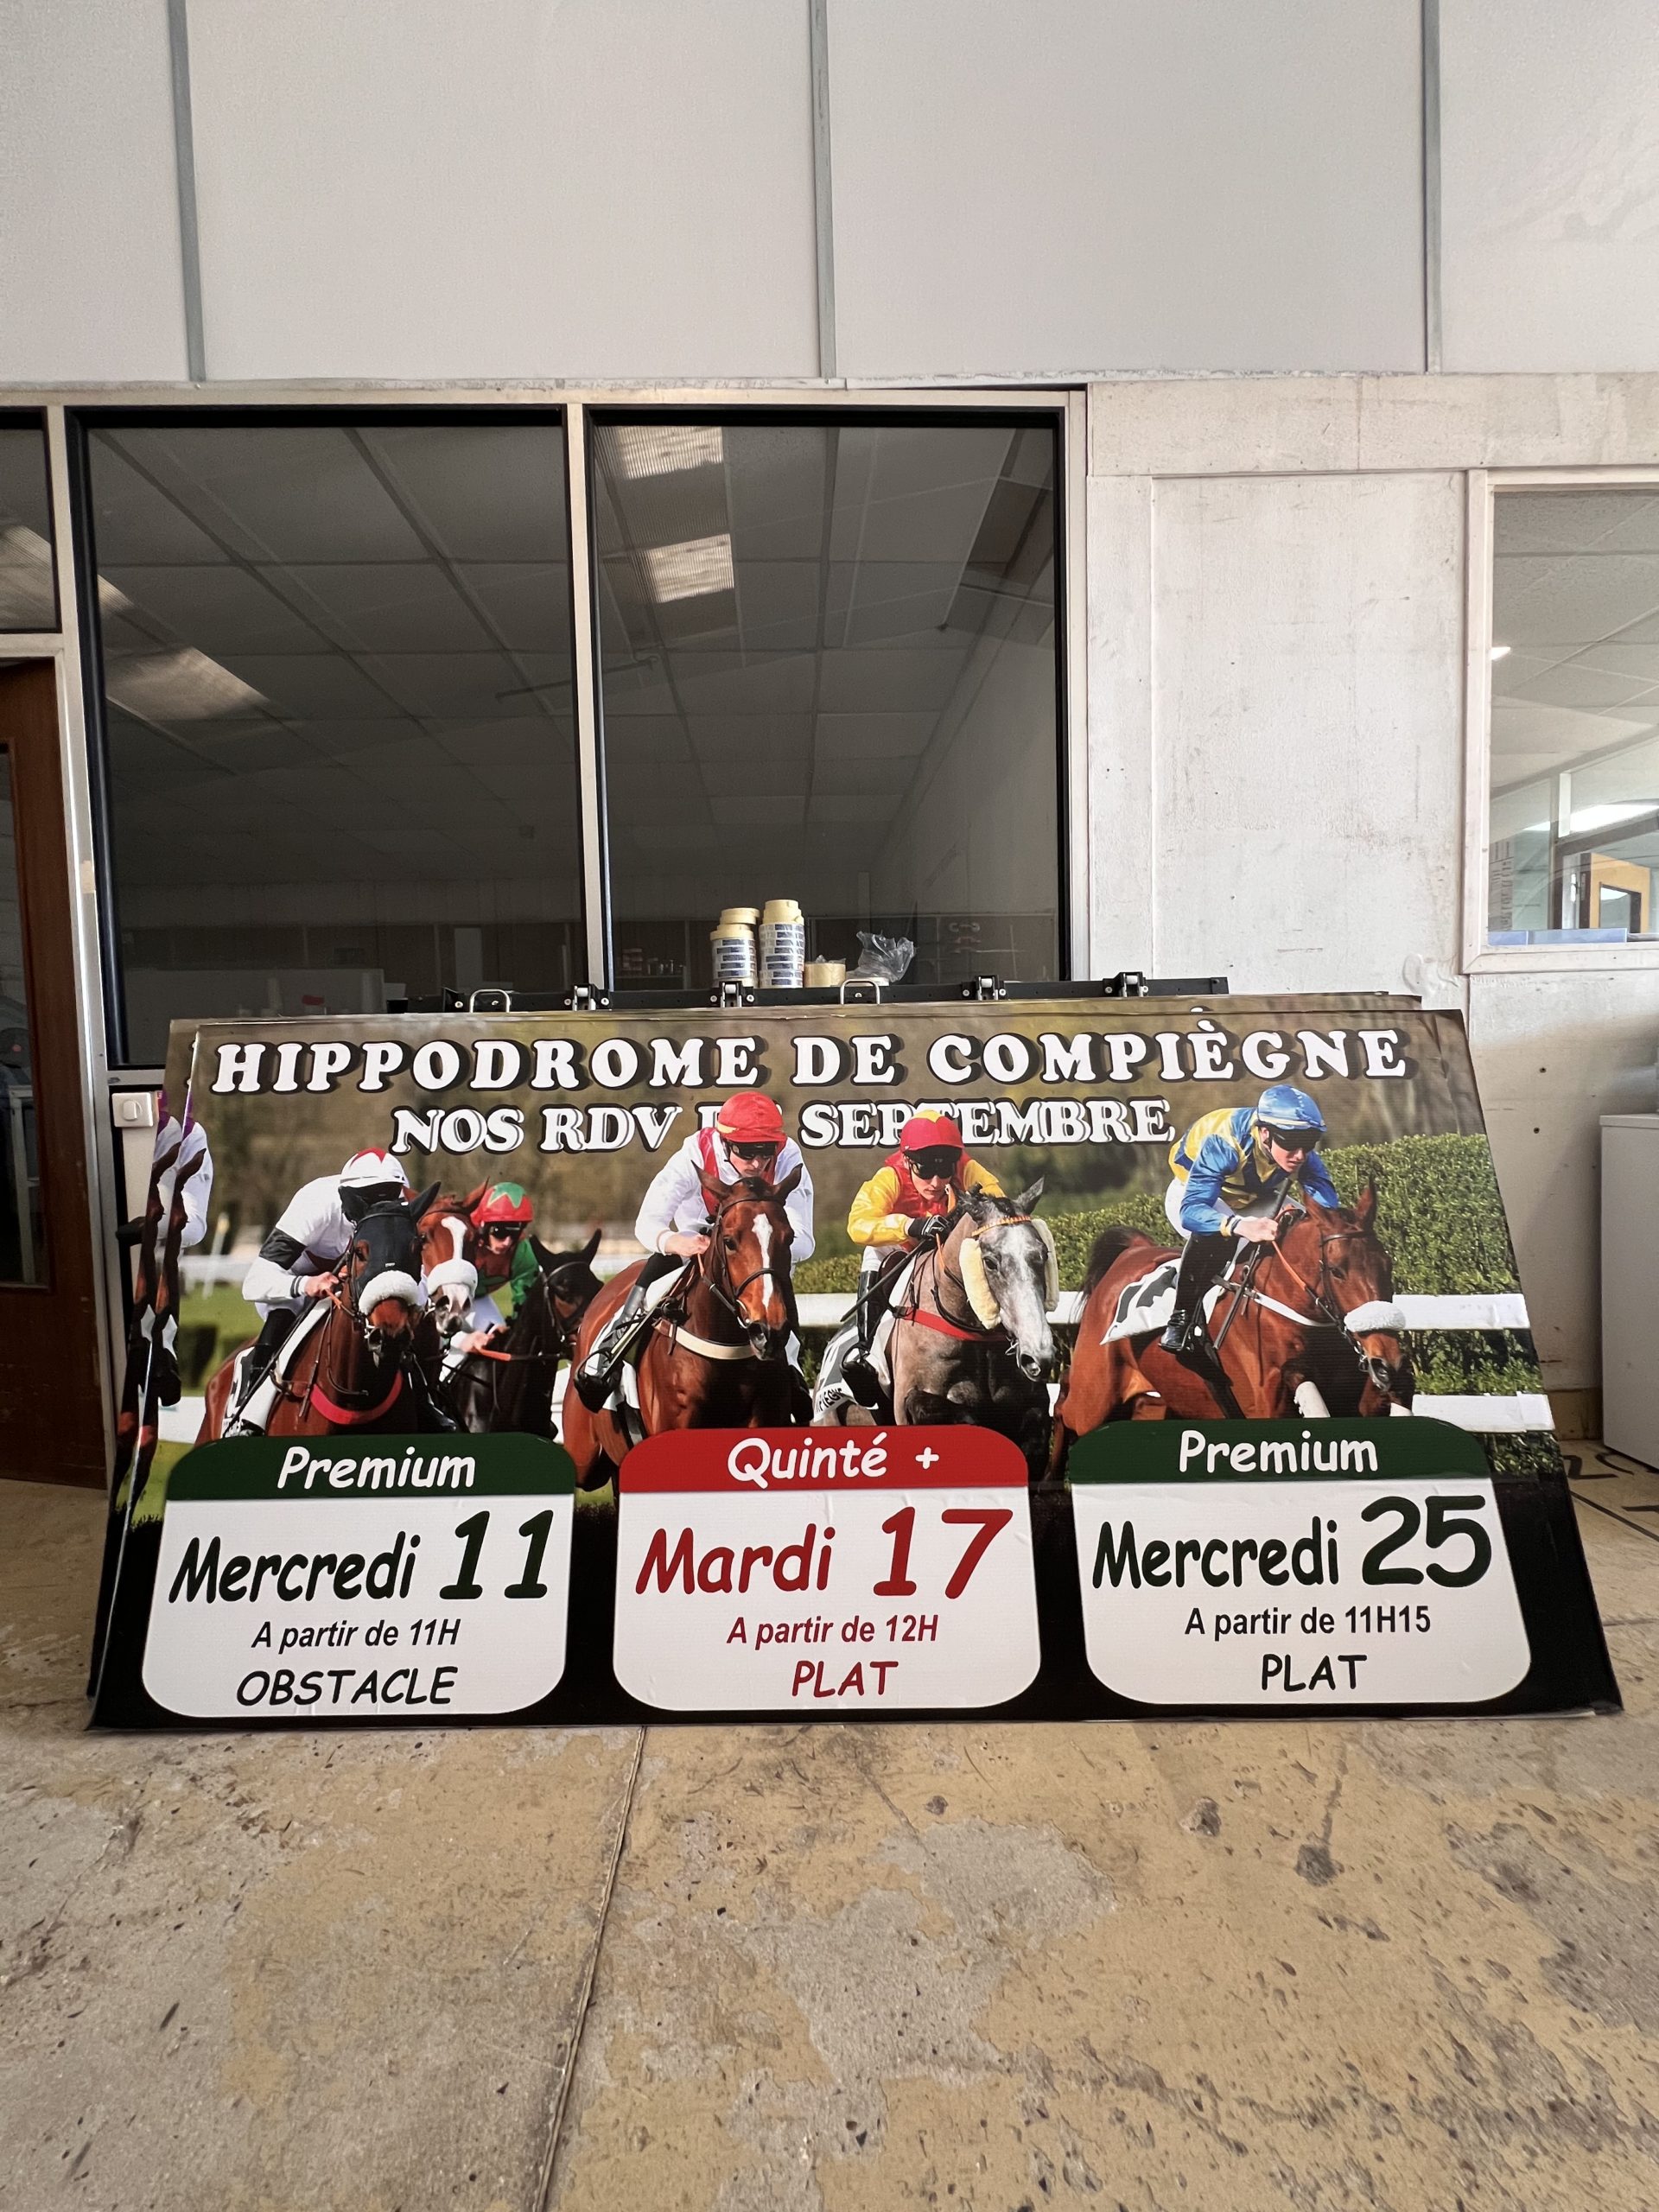 HIPPODROME DE COMPIÈGNE
NOS RDV DE SEPTEMBRE
Premium
Mercredi 11
A partir de 11H
OBSTACLE
Quinté +
Mardi 17
A partir de 12H
PLAT
Premium
Mercredi 25
A partir de 11H15
PLAT